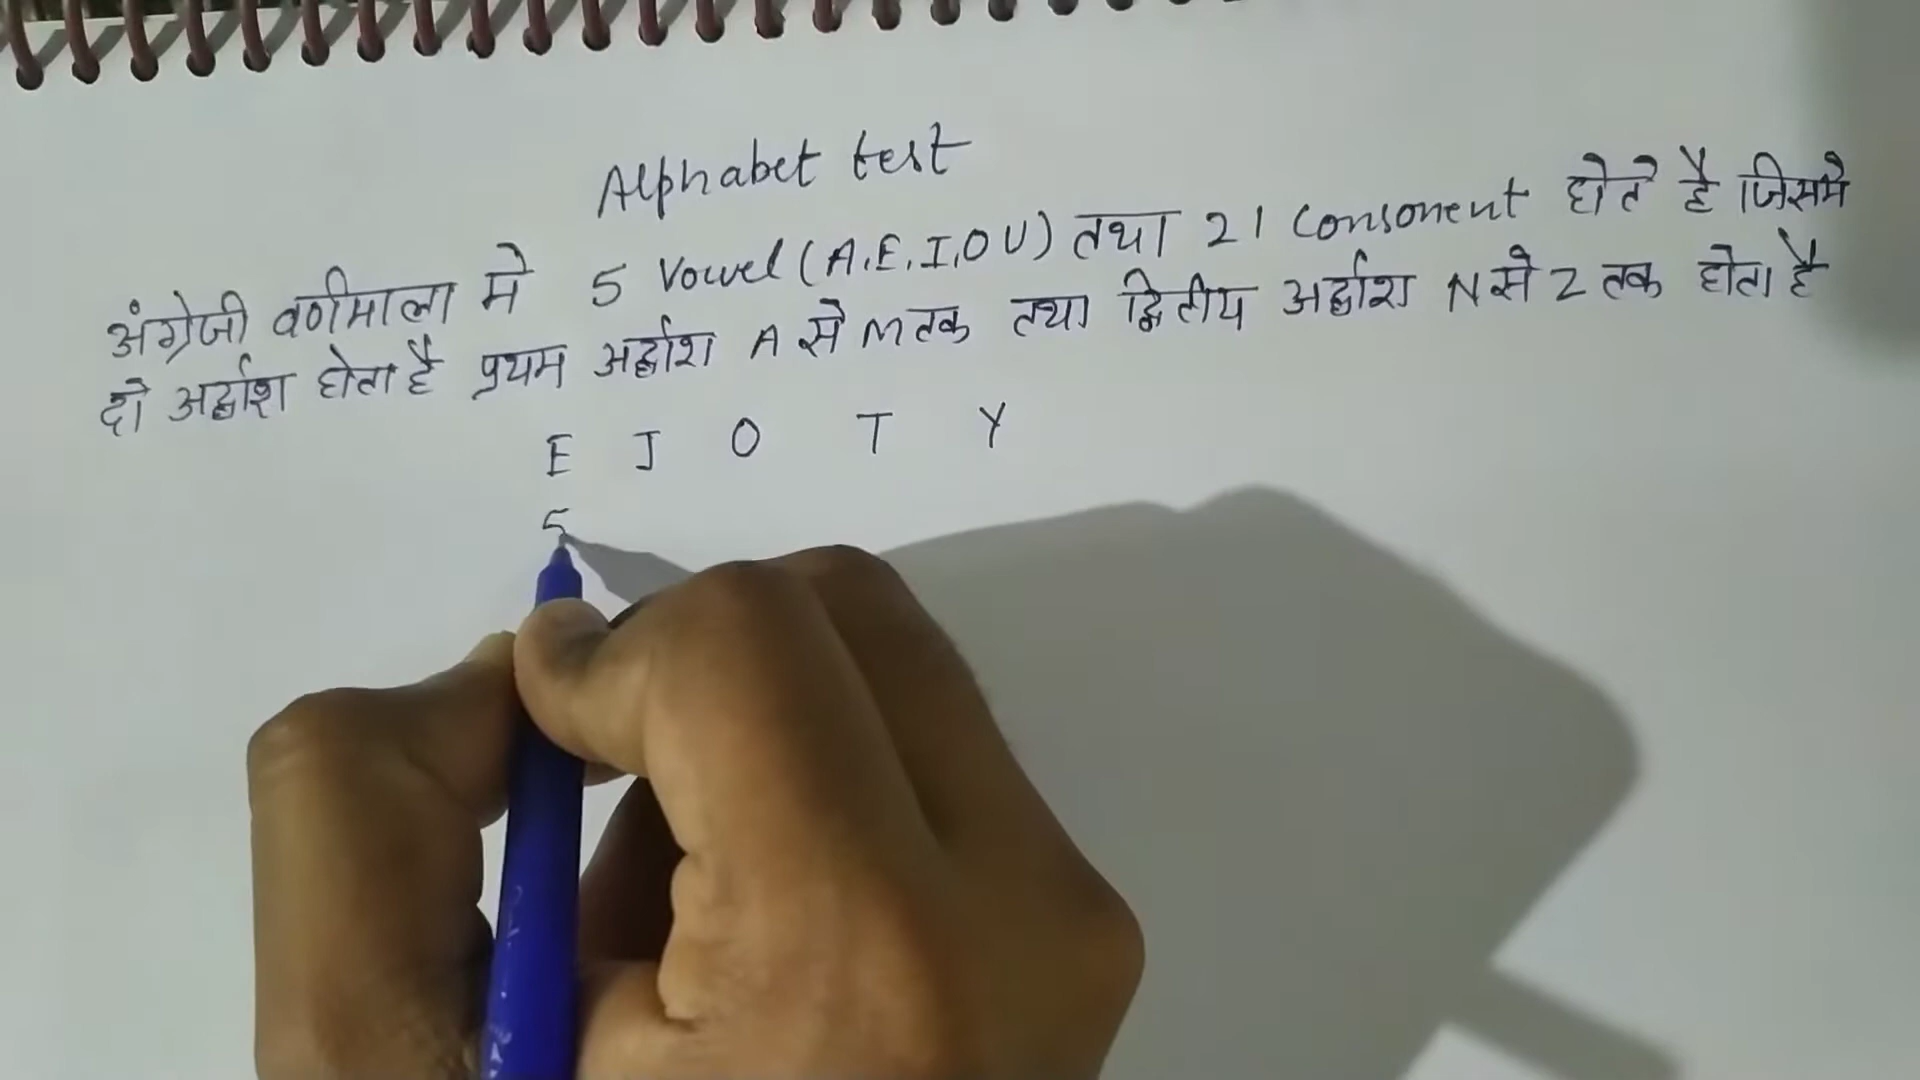 Alphabet test
अंग्रेजी वर्णमाला मे 5 Vowel (A, E, I, O U) तथा 21 Consonent होते है जिसमे
दो अर्द्धाश होता है प्रथम अर्द्धाश A से M तक तथा द्वितीय अर्द्धाश N से Z तक होता है
E J O T Y
5